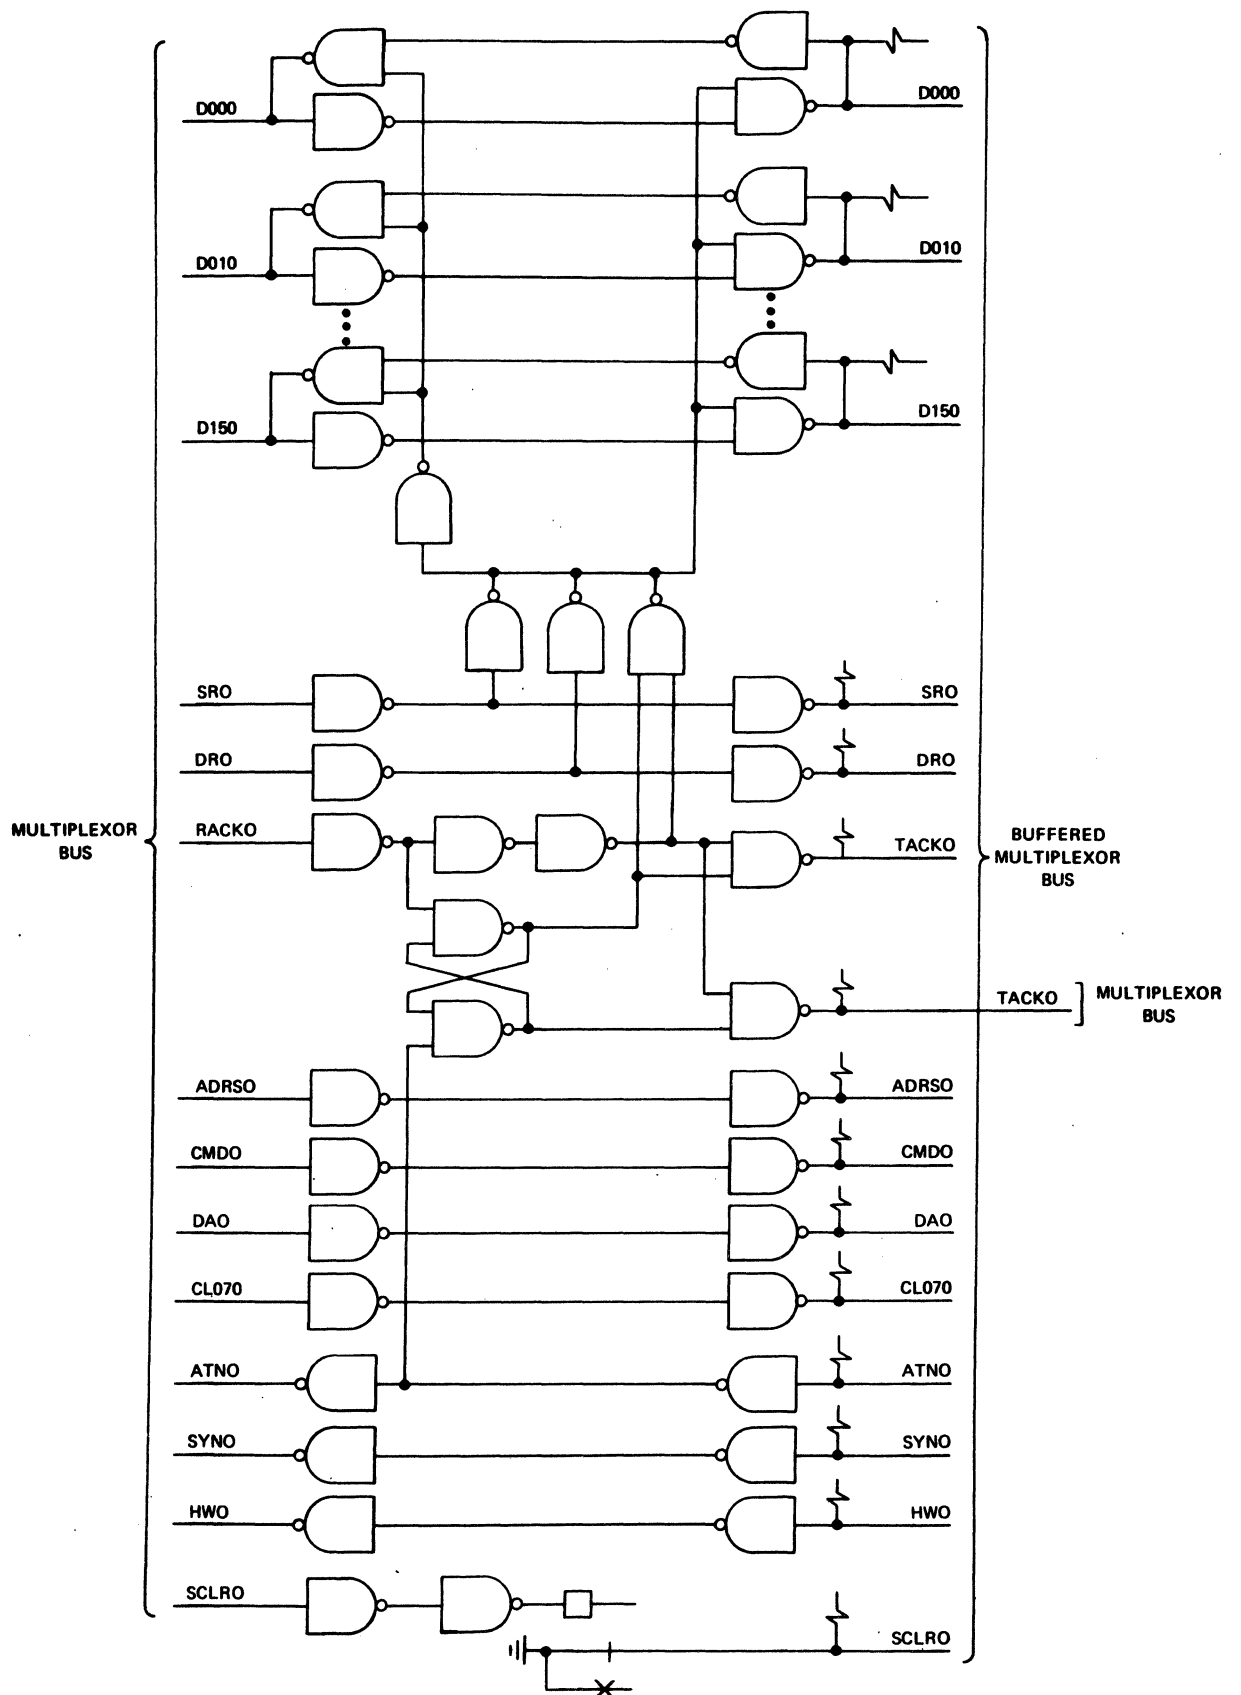 D000
D000
D010
D010
D150
D150
SRO
SRO
DRO
DRO
MULTIPLEXOR
BUS
RACKO
TACKO
BUFFERED
MULTIPLEXOR
BUS
TACKO
MULTIPLEXOR
BUS
ADRSO
ADRSO
CMDO
CMDO
DAO
DAO
CL070
CL070
ATNO
ATNO
SYNO
SYNO
HWO
HWO
SCLRO
SCLRO